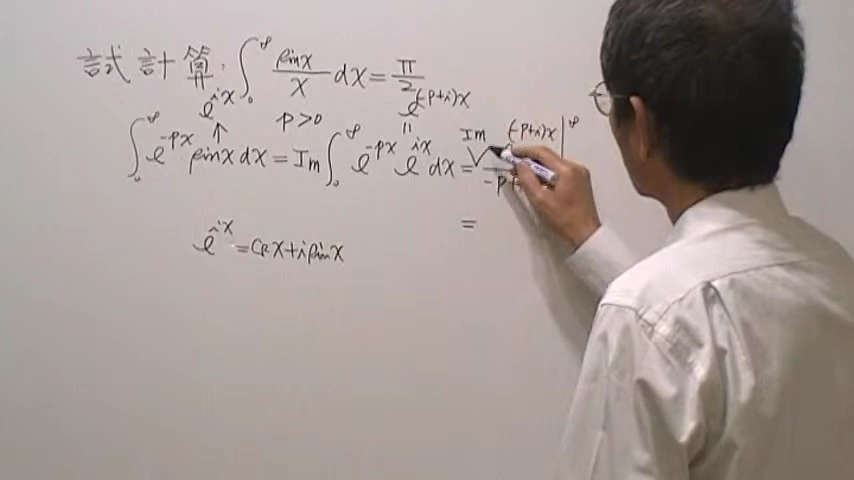 試計算: ∫₀^∞ sinx/x dx = π/2
e^{ix} p>0 e^{(-p+i)x}
∫₀^∞ e^{-px} sinx dx = Im ∫₀^∞ e^{-px} e^{ix} dx = Im e^{(-p+i)x}/-p+i |^∞
=
e^{ix} = cosx + i sinx